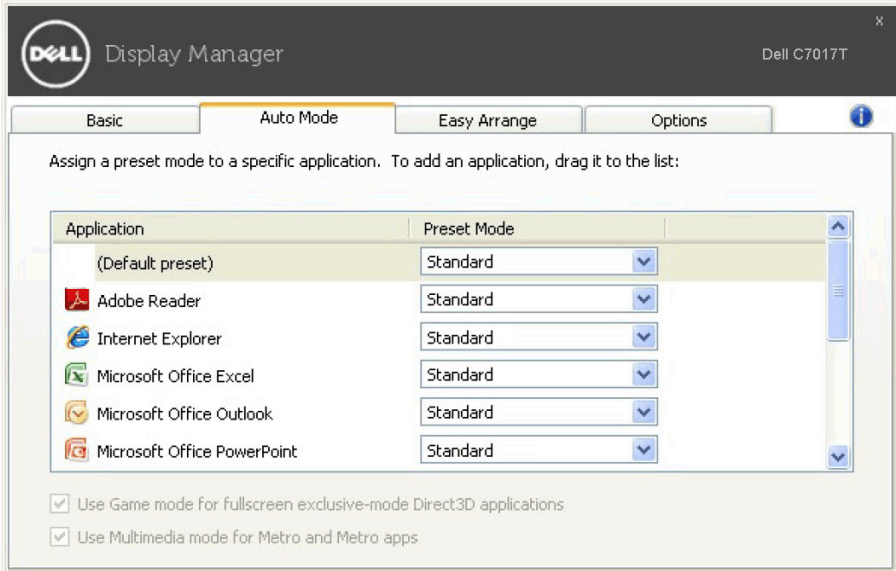 DELL
Display Manager
x
Dell C7017T
Basic
Auto Mode
Easy Arrange
Options
i
Assign a preset mode to a specific application. To add an application, drag it to the list:
Application Preset Mode
(Default preset) Standard
Adobe Reader Standard
Internet Explorer Standard
Microsoft Office Excel Standard
Microsoft Office Outlook Standard
Microsoft Office PowerPoint Standard
Use Game mode for fullscreen exclusive-mode Direct3D applications
Use Multimedia mode for Metro and Metro apps